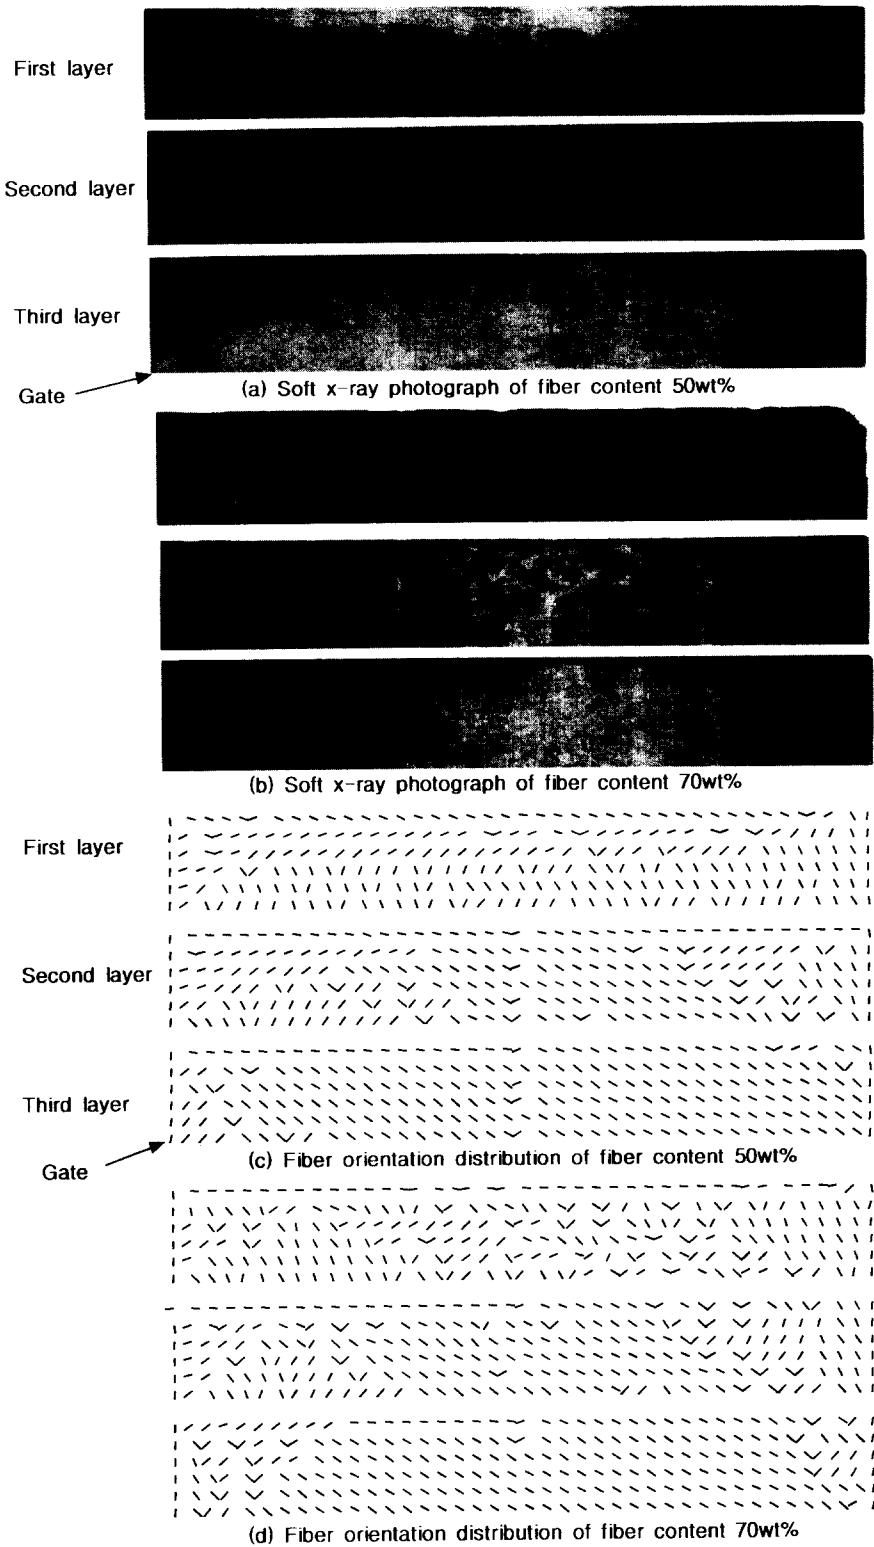 First layer
Second layer
Third layer
Gate
(a) Soft x-ray photograph of fiber content 50wt%
(b) Soft x-ray photograph of fiber content 70wt%
First layer
Second layer
Third layer
Gate
(c) Fiber orientation distribution of fiber content 50wt%
(d) Fiber orientation distribution of fiber content 70wt%